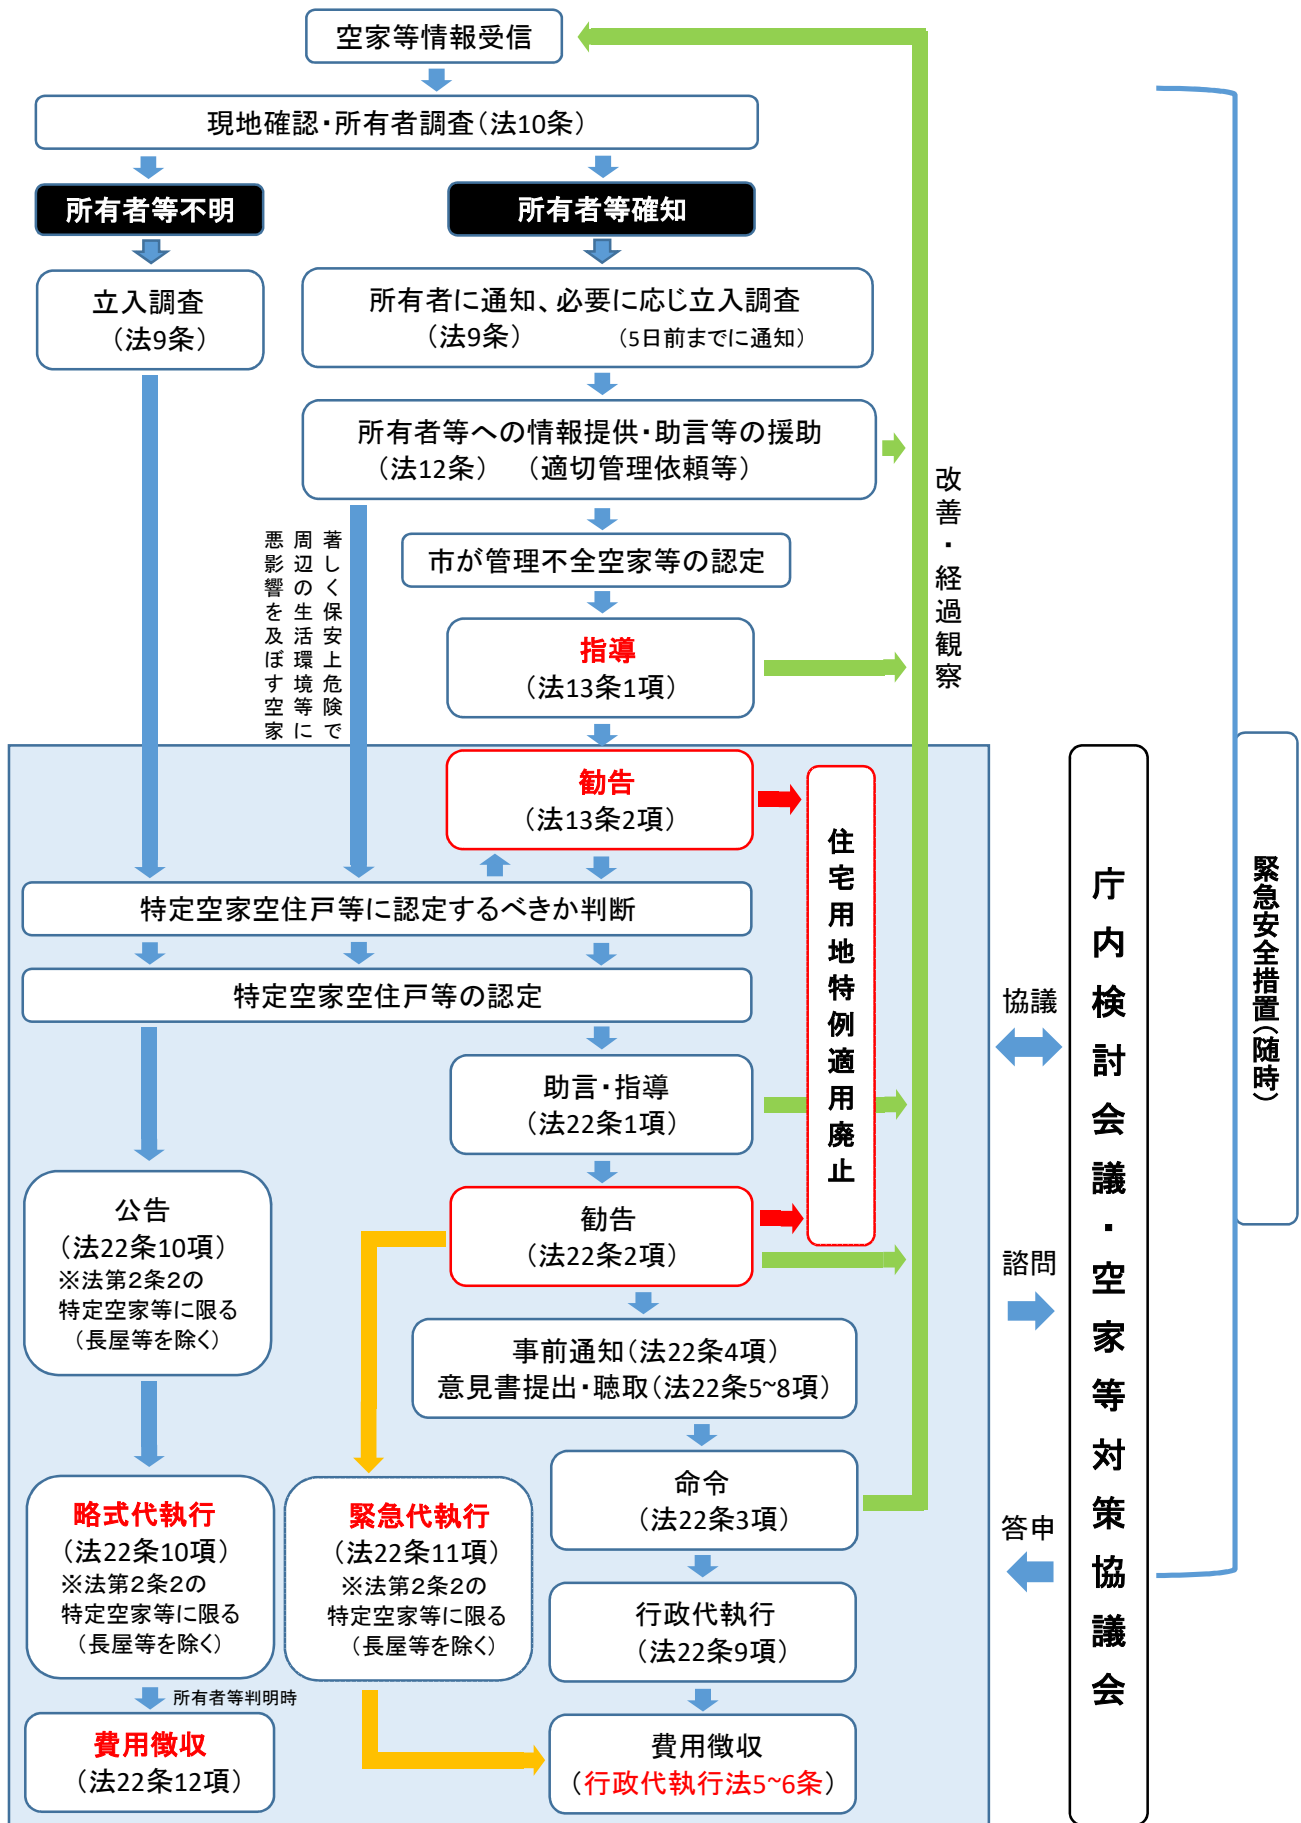 空家等情報受信
現地確認・所有者調査（法10条）
所有者等不明
所有者等確知
立入調査
（法9条）
所有者に通知、必要に応じ立入調査
（法9条）　（5日前までに通知）
所有者等への情報提供・助言等の援助
（法12条）　（適切管理依頼等）
著しく保安上危険で
周辺の生活環境等に
悪影響を及ぼす空家
市が管理不全空家等の認定
指導
（法13条1項）
改善・経過観察
勧告
（法13条2項）
住宅用地特例適用廃止
特定空家空住戸等に認定するべきか判断
特定空家空住戸等の認定
助言・指導
（法22条1項）
公告
（法22条10項）
※法第２条２の
特定空家等に限る
（長屋等を除く）
勧告
（法22条2項）
事前通知（法22条4項）
意見書提出・聴取（法22条5~8項）
命令
（法22条3項）
略式代執行
（法22条10項）
※法第２条２の
特定空家等に限る
（長屋等を除く）
緊急代執行
（法22条11項）
※法第２条２の
特定空家等に限る
（長屋等を除く）
行政代執行
（法22条9項）
所有者等判明時
費用徴収
（法22条12項）
費用徴収
（行政代執行法5~6条）
協議
諮問
答申
庁内検討会議・空家等対策協議会
緊急安全措置（随時）